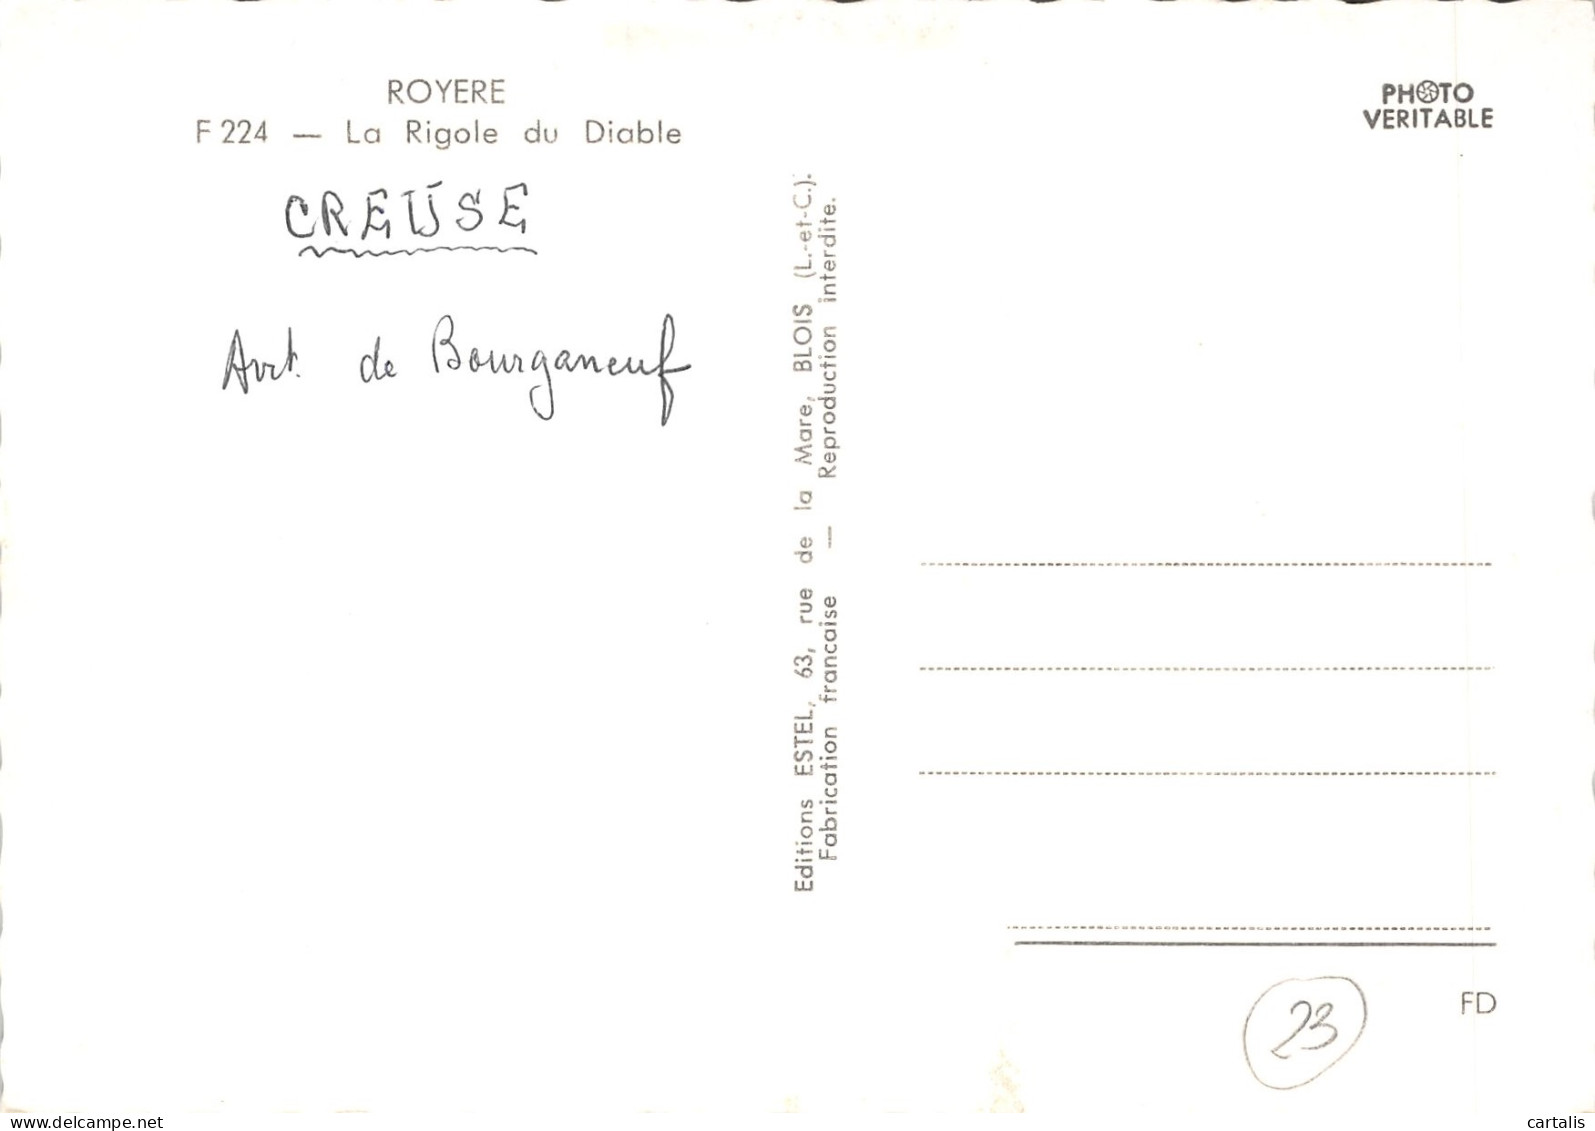 ROYERE
F 224 — La Rigole du Diable
CREUSE
Arrt. de Bourganeuf
Editions ESTEL, 63, rue de la Mare, BLOIS (L.-et-C.).
Fabrication francaise — Reproduction interdite.
PHOTO
VERITABLE
FD
23
www.delcampe.net
cartalis